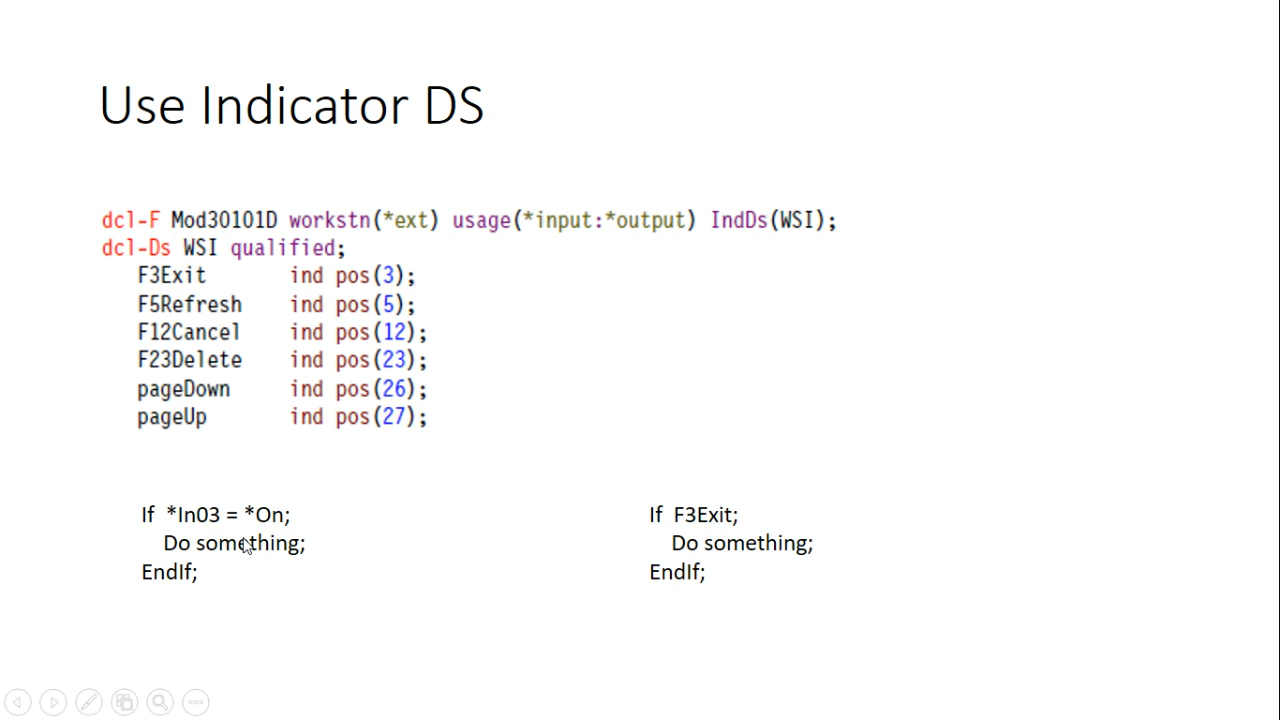 Use Indicator DS
dcl-F Mod30101D workstn(*ext) usage(*input:*output) IndDs(WSI);
dcl-Ds WSI qualified;
F3Exit ind pos(3);
F5Refresh ind pos(5);
F12Cancel ind pos(12);
F23Delete ind pos(23);
pageDown ind pos(26);
pageUp ind pos(27);
If *In03 = *On;
Do something;
EndIf;
If F3Exit;
Do something;
EndIf;